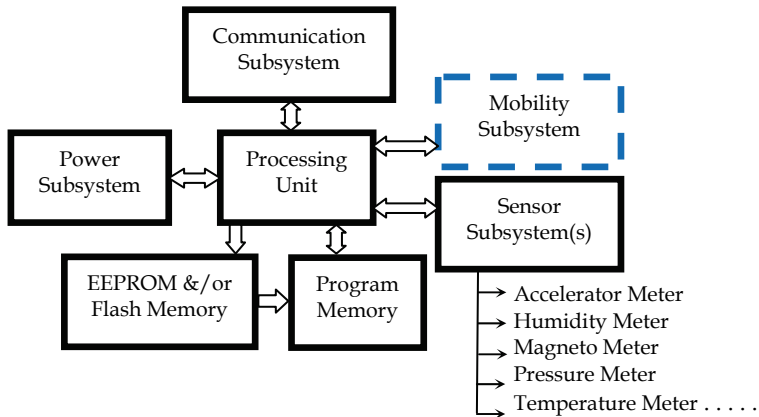 Communication
Subsystem
Mobility
Subsystem
Power
Subsystem
Processing
Unit
Sensor
Subsystem(s)
EEPROM &/or
Flash Memory
Program
Memory
Accelerator Meter
Humidity Meter
Magneto Meter
Pressure Meter
Temperature Meter . . . . .